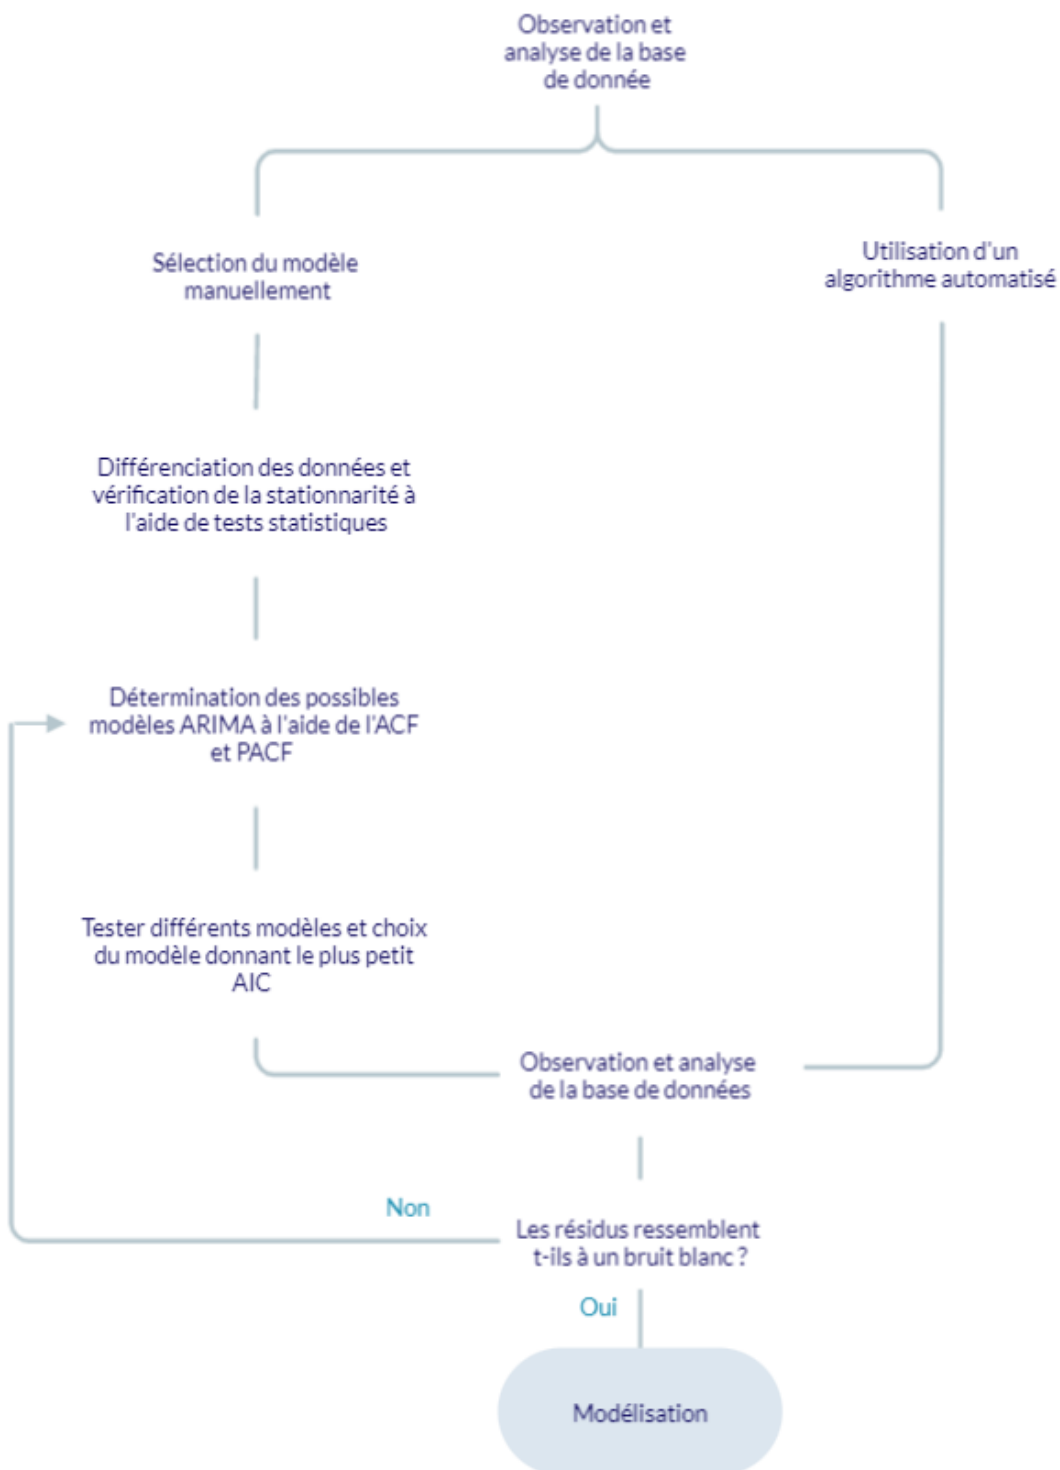 Observation et
analyse de la base
de donnée
Sélection du modèle
manuellement
Utilisation d'un
algorithme automatisé
Différenciation des données et
vérification de la stationnarité à
l'aide de tests statistiques
Détermination des possibles
modèles ARIMA à l'aide de l'ACF
et PACF
Tester différents modèles et choix
du modèle donnant le plus petit
AIC
Observation et analyse
de la base de données
Non
Les résidus ressemblent
t-ils à un bruit blanc ?
Oui
Modélisation